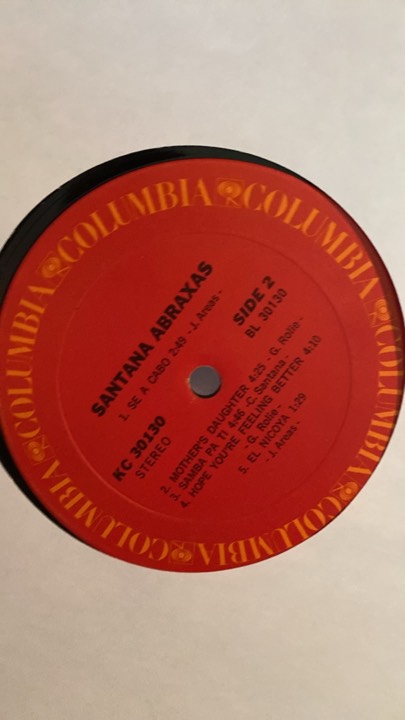 COLUMBIA COLUMBIA COLUMBIA COLUMBIA COLUMBIA COLUMBIA
SANTANA ABRAXAS
1. SE A CABO 2:49 -J. Areas-
SIDE 2
BL 30130
KC 30130
STEREO
2. MOTHER'S DAUGHTER 4:25 - G. Rolie -
3. SAMBA PA TI 4:46 -C. Santana-
4. HOPE YOU'RE FEELING BETTER 4:10
- G. Rolie -
5. EL NICOYA 1:29
- J. Areas -